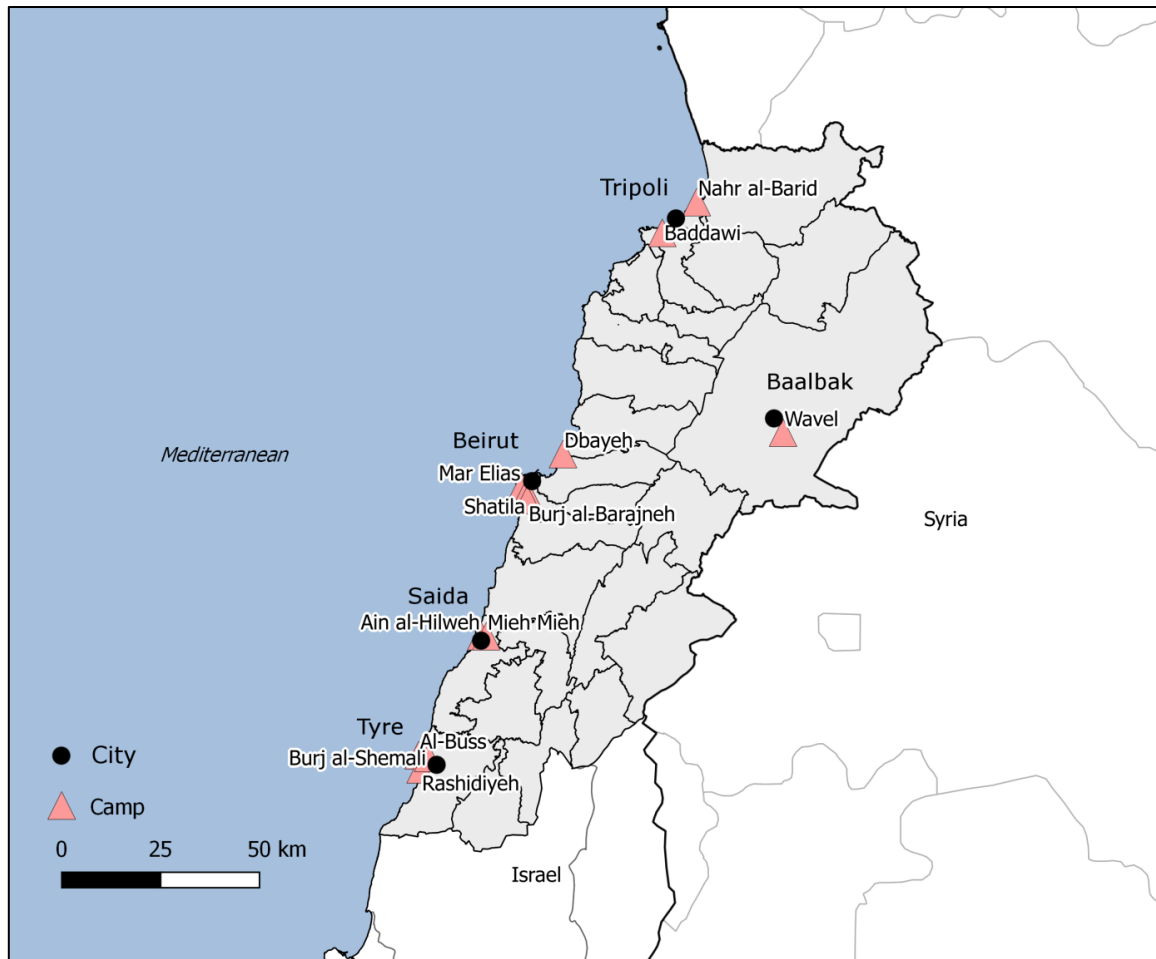 Tripoli
Nahr al-Barid
Baddawi
Baalbak
Wavel
Beirut
Dbayeh
Mediterranean
Mar Elias
Shatila
Burj al-Barajneh
Syria
Saida
Ain al-Hilweh
Mieh Mieh
Tyre
Al-Buss
Burj al-Shemali
Rashidiyeh
City
Camp
0 25 50 km
Israel